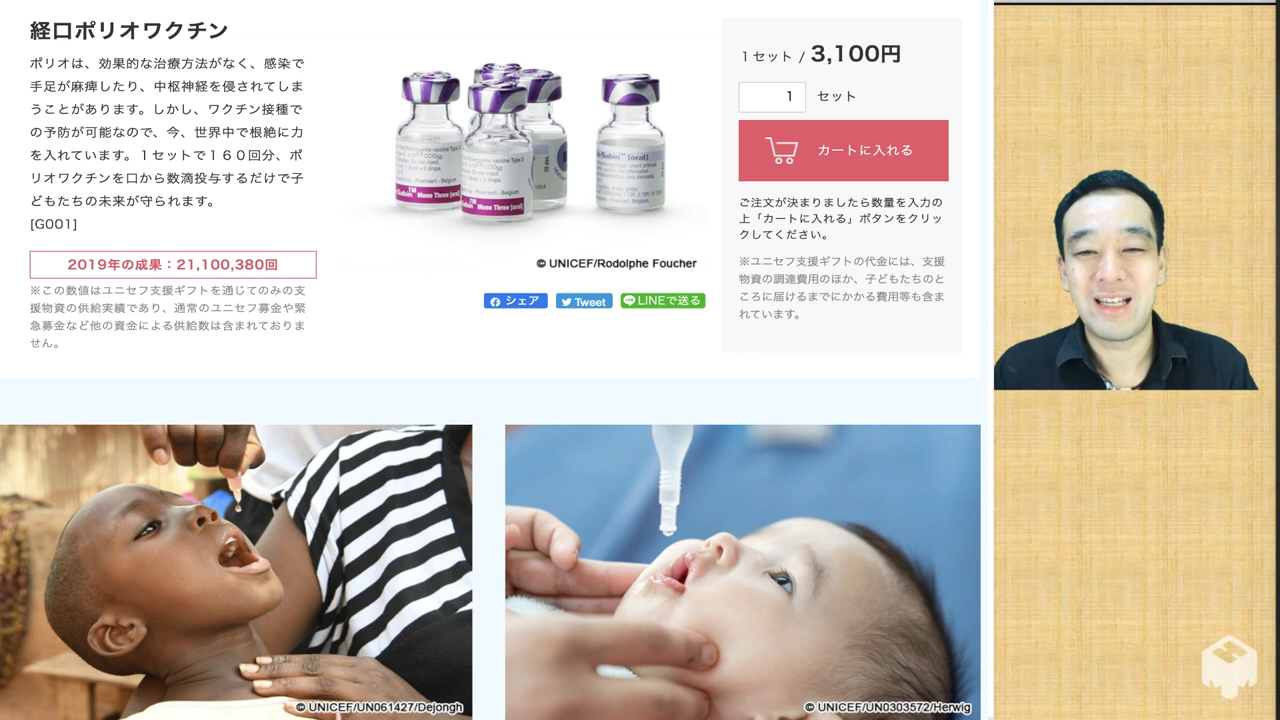 経口ポリオワクチン
ポリオは、効果的な治療方法がなく、感染で
手足が麻痺したり、中枢神経を侵されてしま
うことがあります。しかし、ワクチン接種で
の予防が可能なので、今、世界中で根絶に力
を入れています。１セットで１６０回分、ポ
リオワクチンを口から数滴投与するだけで子
どもたちの未来が守られます。
[G001]
2019年の成果：21,100,380回
※この数値はユニセフ支援ギフトを通じてのみの支
援物資の供給実績であり、通常のユニセフ募金や緊
急募金など他の資金による供給数は含まれておりま
せん。
Mono Three [oral]
Mono Three [oral]
Sabin™ [oral]
© UNICEF/Rodolphe Foucher
シェア
Tweet
LINEで送る
１セット / 3,100円
1 セット
カートに入れる
ご注文が決まりましたら数量を入力の
上「カートに入れる」ボタンをクリッ
クしてください。
※ユニセフ支援ギフトの代金には、支援
物資の調達費用のほか、子どもたちのと
ころに届けるまでにかかる費用等も含ま
れています。
© UNICEF/UN061427/Dejongh
© UNICEF/UN0303572/Herwig